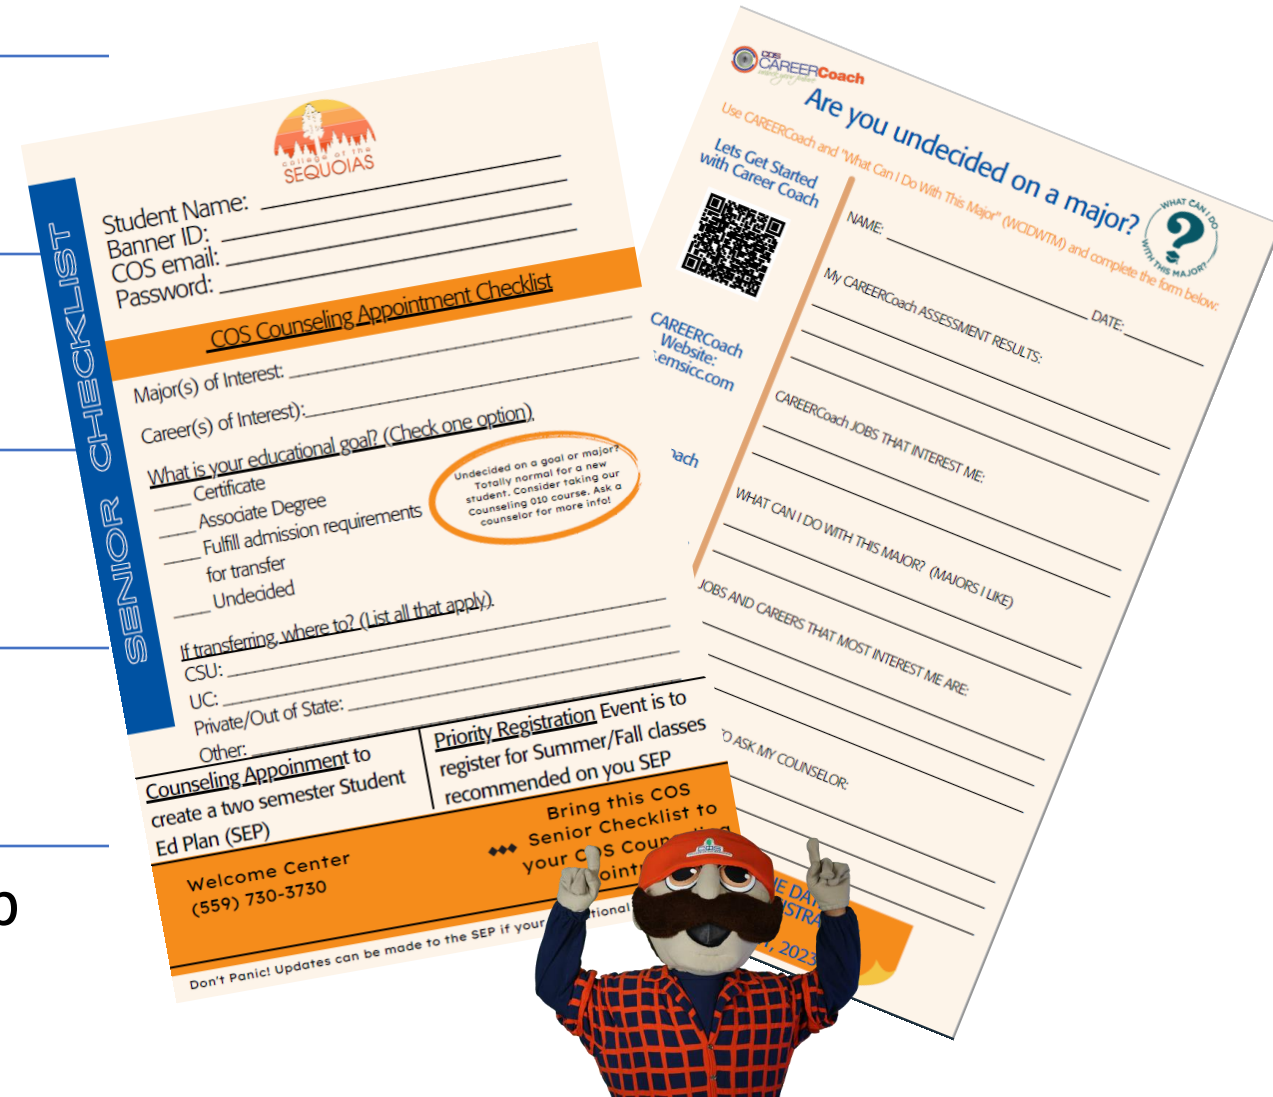 college of the
SEQUOIAS
SENIOR CHECKLIST
Student Name:
Banner ID:
COS email:
Password:
COS Counseling Appointment Checklist
Major(s) of Interest:
Career(s) of Interest):
What is your educational goal? (Check one option)
Certificate
Associate Degree
Fulfill admission requirements
for transfer
Undecided
Undecided on a goal or major?
Totally normal for a new
student. Consider taking our
Counseling 010 course. Ask a
counselor for more info!
If transferring, where to? (List all that apply)
CSU:
UC:
Private/Out of State:
Other:
Counseling Appoinment to
create a two semester Student
Ed Plan (SEP)
Priority Registration Event is to
register for Summer/Fall classes
recommended on you SEP
Welcome Center
(559) 730-3730
Bring this COS
Senior Checklist to
your COS
Don't Panic! Updates can be made to the SEP if your
COS
CAREERCoach
Are you undecided on a major?
Use CAREERCoach and "What Can I Do With This Major" (WCIDWTM) and complete the form below:
WHAT CAN I DO
WITH THIS MAJOR?
Lets Get Started
with Career Coach
CAREERCoach
Website:
.emsicc.com
NAME:
DATE:
My CAREERCoach ASSESSMENT RESULTS:
CAREERCoach JOBS THAT INTEREST ME:
WHAT CAN I DO WITH THIS MAJOR? (MAJORS I LIKE)
JOBS AND CAREERS THAT MOST INTEREST ME ARE:
TO ASK MY COUNSELOR:
2023